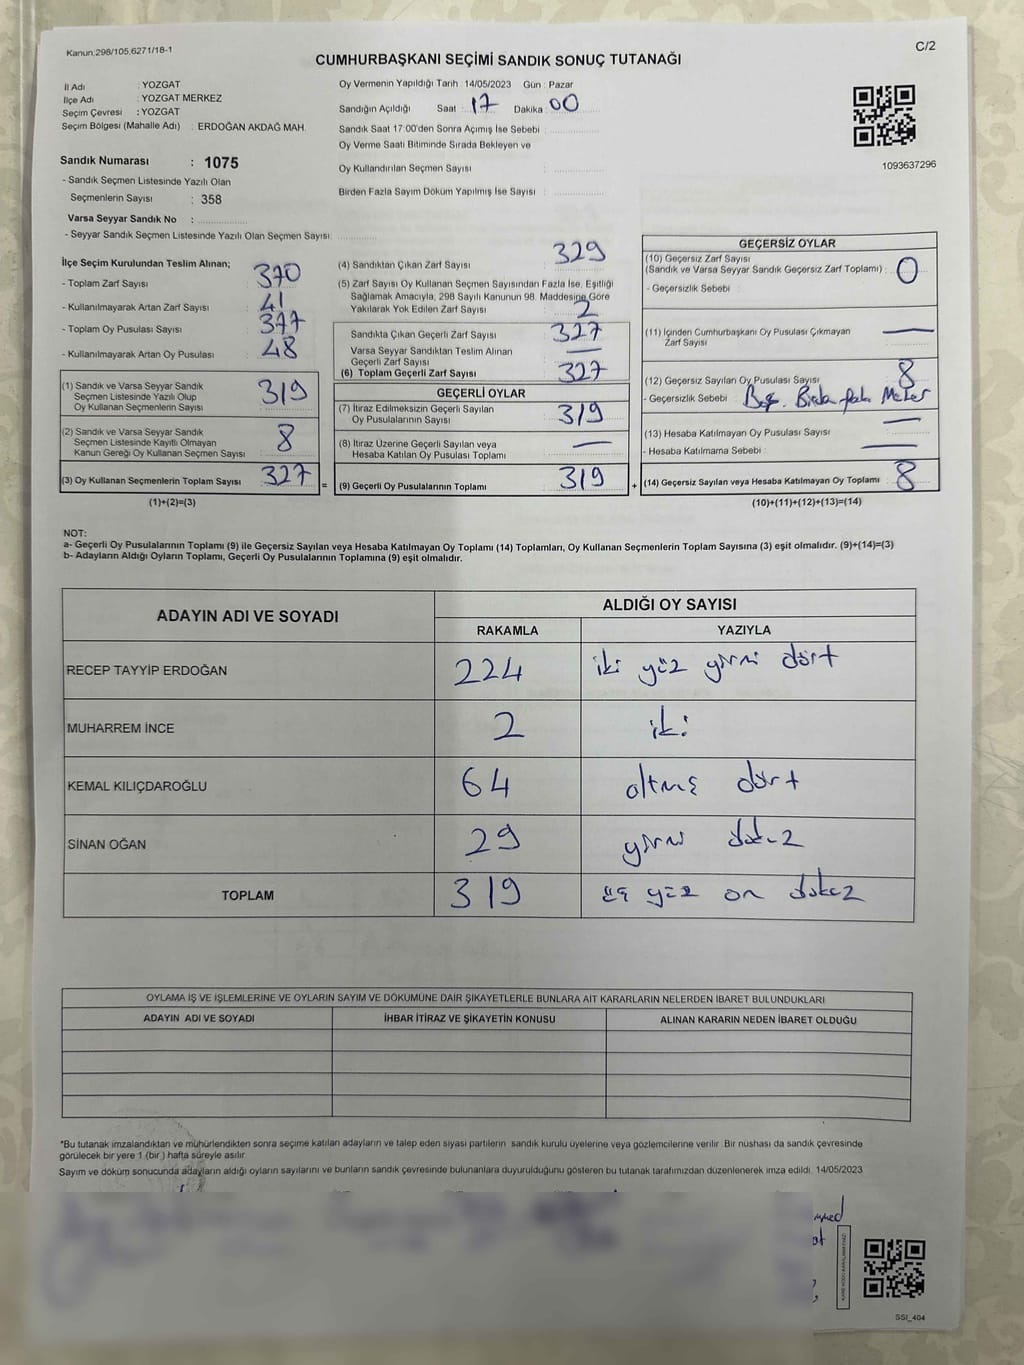 Kanun.298/105,6271/18-1
C/2
CUMHURBAŞKANI SEÇİMİ SANDIK SONUÇ TUTANAĞI
İl Adı : YOZGAT
İlçe Adı : YOZGAT MERKEZ
Seçim Çevresi : YOZGAT
Seçim Bölgesi (Mahalle Adı) : ERDOĞAN AKDAĞ MAH.
Sandık Numarası : 1075
- Sandık Seçmen Listesinde Yazılı Olan
Seçmenlerin Sayısı : 358
Varsa Seyyar Sandık No :
- Seyyar Sandık Seçmen Listesinde Yazılı Olan Seçmen Sayısı:
Oy Vermenin Yapıldığı Tarih : 14/05/2023 Gün : Pazar
Sandığın Açıldığı Saat : 17 Dakika : 00
Sandık Saat 17:00'den Sonra Açımış İse Sebebi :
Oy Verme Saati Bitiminde Sırada Bekleyen ve
Oy Kullandırılan Seçmen Sayısı :
Birden Fazla Sayım Döküm Yapılmış İse Sayısı :
1093637296
İlçe Seçim Kurulundan Teslim Alınan;
- Toplam Zarf Sayısı : 370
- Kullanılmayarak Artan Zarf Sayısı : 41
- Toplam Oy Pusulası Sayısı : 377
- Kullanılmayarak Artan Oy Pusulası : 48
(1) Sandık ve Varsa Seyyar Sandık
Seçmen Listesinde Yazılı Olup
Oy Kullanan Seçmenlerin Sayısı : 319
(2) Sandık ve Varsa Seyyar Sandık
Seçmen Listesinde Kayıtlı Olmayan
Kanun Gereği Oy Kullanan Seçmen Sayısı : 8
(3) Oy Kullanan Seçmenlerin Toplam Sayısı : 327 =
(1)+(2)=(3)
(4) Sandıktan Çıkan Zarf Sayısı : 329
(5) Zarf Sayısı Oy Kullanan Seçmen Sayısından Fazla İse, Eşitliği
Sağlamak Amacıyla, 298 Sayılı Kanunun 98. Maddesine Göre
Yakılarak Yok Edilen Zarf Sayısı : 2
Sandıkta Çıkan Geçerli Zarf Sayısı : 327
Varsa Seyyar Sandıktan Teslim Alınan
Geçerli Zarf Sayısı : —
(6) Toplam Geçerli Zarf Sayısı : 327
GEÇERLİ OYLAR
(7) İtiraz Edilmeksizin Geçerli Sayılan
Oy Pusulasının Sayısı : 319
(8) İtiraz Üzerine Geçerli Sayılan veya
Hesaba Katılan Oy Pusulası Toplamı : —
(9) Geçerli Oy Pusulalarının Toplamı : 319 +
GEÇERSİZ OYLAR
(10) Geçersiz Zarf Sayısı
(Sandık ve Varsa Seyyar Sandık Geçersiz Zarf Toplamı) : 0
- Geçersizlik Sebebi :
(11) İçinden Cumhurbaşkanı Oy Pusulası Çıkmayan
Zarf Sayısı : —
(12) Geçersiz Sayılan Oy Pusulası Sayısı : 8
- Geçersizlik Sebebi : Boş. Birden fazla
(13) Hesaba Katılmayan Oy Pusulası Sayısı : —
- Hesaba Katılmama Sebebi : —
(14) Geçersiz Sayılan veya Hesaba Katılmayan Oy Toplamı : 8
(10)+(11)+(12)+(13)=(14)
NOT:
a- Geçerli Oy Pusulalarının Toplamı (9) ile Geçersiz Sayılan veya Hesaba Katılmayan Oy Toplamı (14) Toplamları, Oy Kullanan Seçmenlerin Toplam Sayısına (3) eşit olmalıdır. (9)+(14)=(3)
b- Adayların Aldığı Oyların Toplamı, Geçerli Oy Pusulalarının Toplamına (9) eşit olmalıdır.
ADAYIN ADI VE SOYADI ALDIĞI OY SAYISI
RAKAMLA YAZIYLA
RECEP TAYYİP ERDOĞAN 224 iki yüz yirmi dört
MUHARREM İNCE 2 iki
KEMAL KILIÇDAROĞLU 64 altmış dört
SİNAN OĞAN 29 yirmi dokuz
TOPLAM 319 üç yüz on dokuz
OYLAMA İŞ VE İŞLEMLERİNE VE OYLARIN SAYIM VE DÖKÜMÜNE DAİR ŞİKAYETLERLE BUNLARA AİT KARARLARIN NELERDEN İBARET BULUNDUKLARI
ADAYIN ADI VE SOYADI İHBAR İTİRAZ VE ŞİKAYETİN KONUSU ALINAN KARARIN NEDEN İBARET OLDUĞU
*Bu tutanak imzalandıktan ve mühürlendikten sonra seçime katılan adayların ve talep eden siyasi partilerin sandık kurulu üyelerine veya gözlemcilerine verilir. Bir nüshası da sandık çevresinde
görülecek bir yere 1 (bir ) hafta süreyle asılır.
Sayım ve döküm sonucunda adayların aldığı oyların sayılarını ve bunların sandık çevresinde bulunanlara duyurulduğunu gösteren bu tutanak tarafımızdan düzenlenerek imza edildi. 14/05/2023
SSI_404